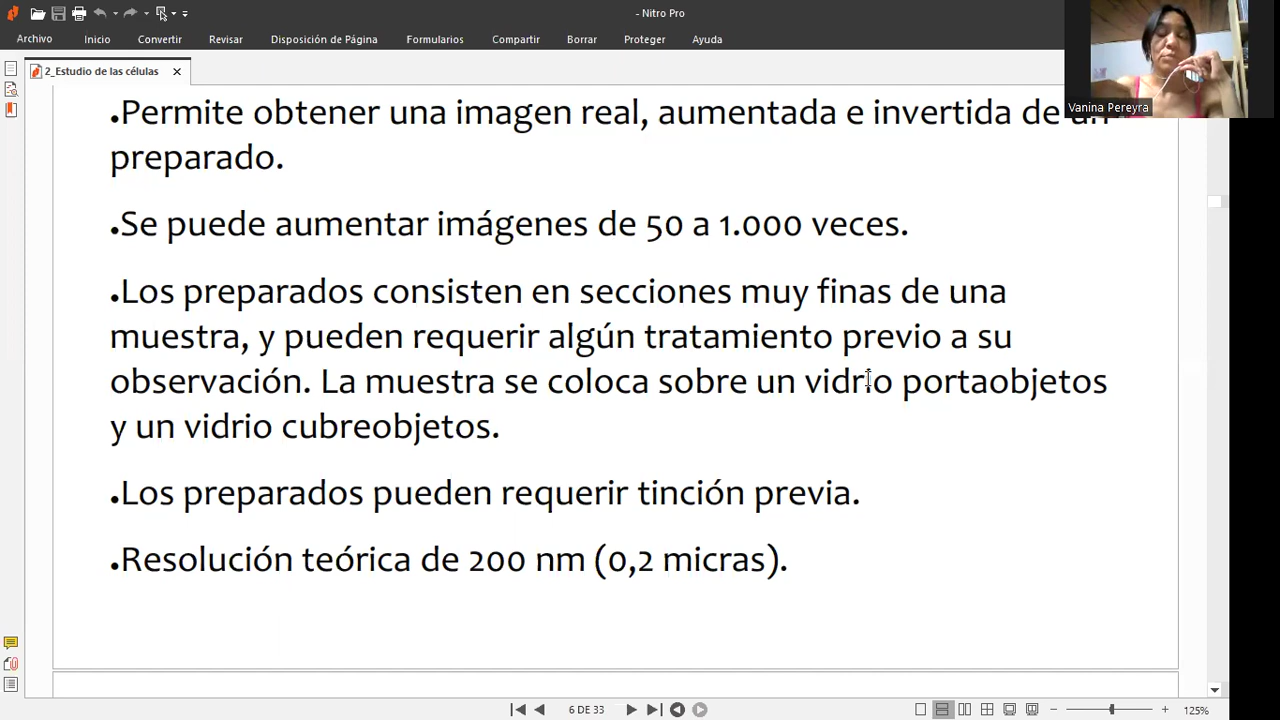 - Nitro Pro
Archivo Inicio Convertir Revisar Disposición de Página Formularios Compartir Borrar Proteger Ayuda
2_Estudio de las células
Vanina Pereyra
•Permite obtener una imagen real, aumentada e invertida de un
preparado.
•Se puede aumentar imágenes de 50 a 1.000 veces.
•Los preparados consisten en secciones muy finas de una
muestra, y pueden requerir algún tratamiento previo a su
observación. La muestra se coloca sobre un vidrio portaobjetos
y un vidrio cubreobjetos.
•Los preparados pueden requerir tinción previa.
•Resolución teórica de 200 nm (0,2 micras).
6 DE 33
125%